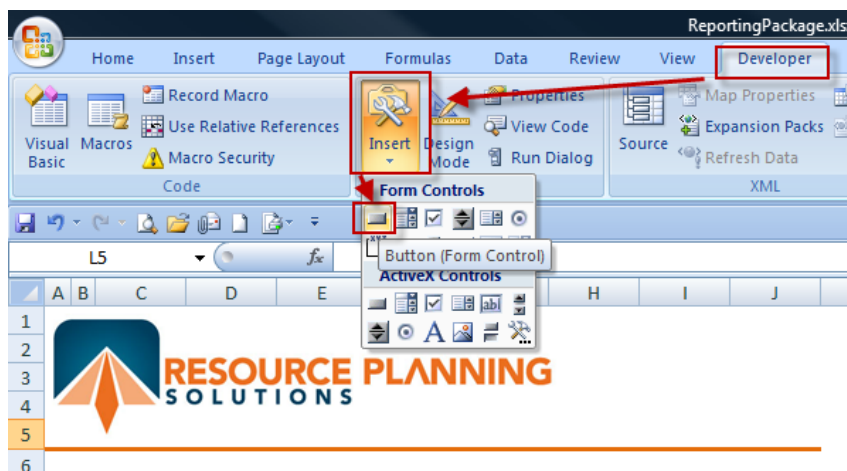 ReportingPackage.xls
Home Insert Page Layout Formulas Data Review View Developer
Record Macro
Use Relative References
Macro Security
Visual Basic
Macros
Code
Insert
Design Mode
Properties
View Code
Run Dialog
Source
Map Properties
Expansion Packs
Refresh Data
XML
Form Controls
Button (Form Control)
ActiveX Controls
L5
fx
A B C D E H I J
1
2
3
4
5
6
RESOURCE PLANNING
SOLUTIONS